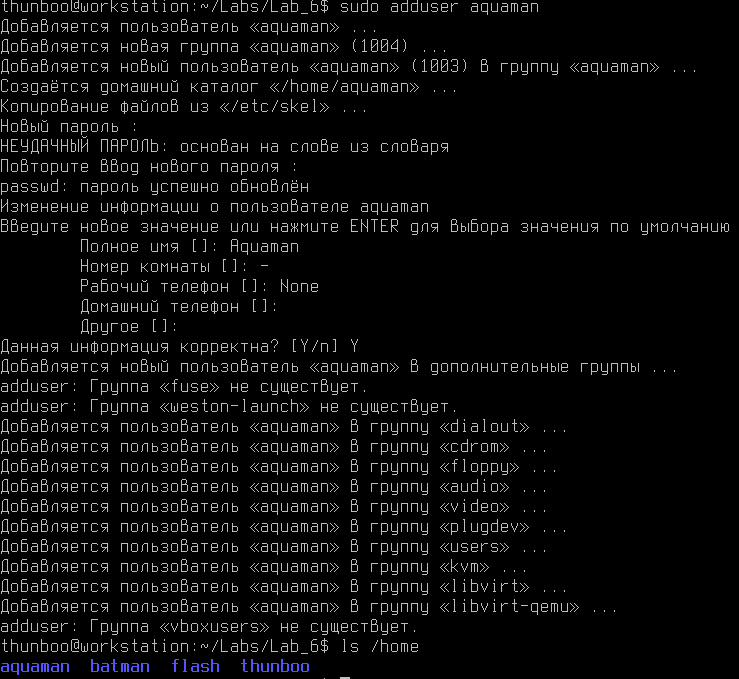 thunboo@workstation:~/Labs/Lab_6$ sudo adduser aquaman
Добавляется пользователь «aquaman» ...
Добавляется новая группа «aquaman» (1004) ...
Добавляется новый пользователь «aquaman» (1003) в группу «aquaman» ...
Создаётся домашний каталог «/home/aquaman» ...
Копирование файлов из «/etc/skel» ...
Новый пароль :
НЕУДАЧНЫЙ ПАРОЛЬ: основан на слове из словаря
Повторите ввод нового пароля :
passwd: пароль успешно обновлён
Изменение информации о пользователе aquaman
Введите новое значение или нажмите ENTER для выбора значения по умолчанию
Полное имя []: Aquaman
Номер комнаты []: -
Рабочий телефон []: None
Домашний телефон []:
Другое []:
Данная информация корректна? [Y/n] Y
Добавляется новый пользователь «aquaman» в дополнительные группы ...
adduser: Группа «fuse» не существует.
adduser: Группа «weston-launch» не существует.
Добавляется пользователь «aquaman» в группу «dialout» ...
Добавляется пользователь «aquaman» в группу «cdrom» ...
Добавляется пользователь «aquaman» в группу «floppy» ...
Добавляется пользователь «aquaman» в группу «audio» ...
Добавляется пользователь «aquaman» в группу «video» ...
Добавляется пользователь «aquaman» в группу «plugdev» ...
Добавляется пользователь «aquaman» в группу «users» ...
Добавляется пользователь «aquaman» в группу «kvm» ...
Добавляется пользователь «aquaman» в группу «libvirt» ...
Добавляется пользователь «aquaman» в группу «libvirt-qemu» ...
adduser: Группа «vboxusers» не существует.
thunboo@workstation:~/Labs/Lab_6$ ls /home
aquaman batman flash thunboo